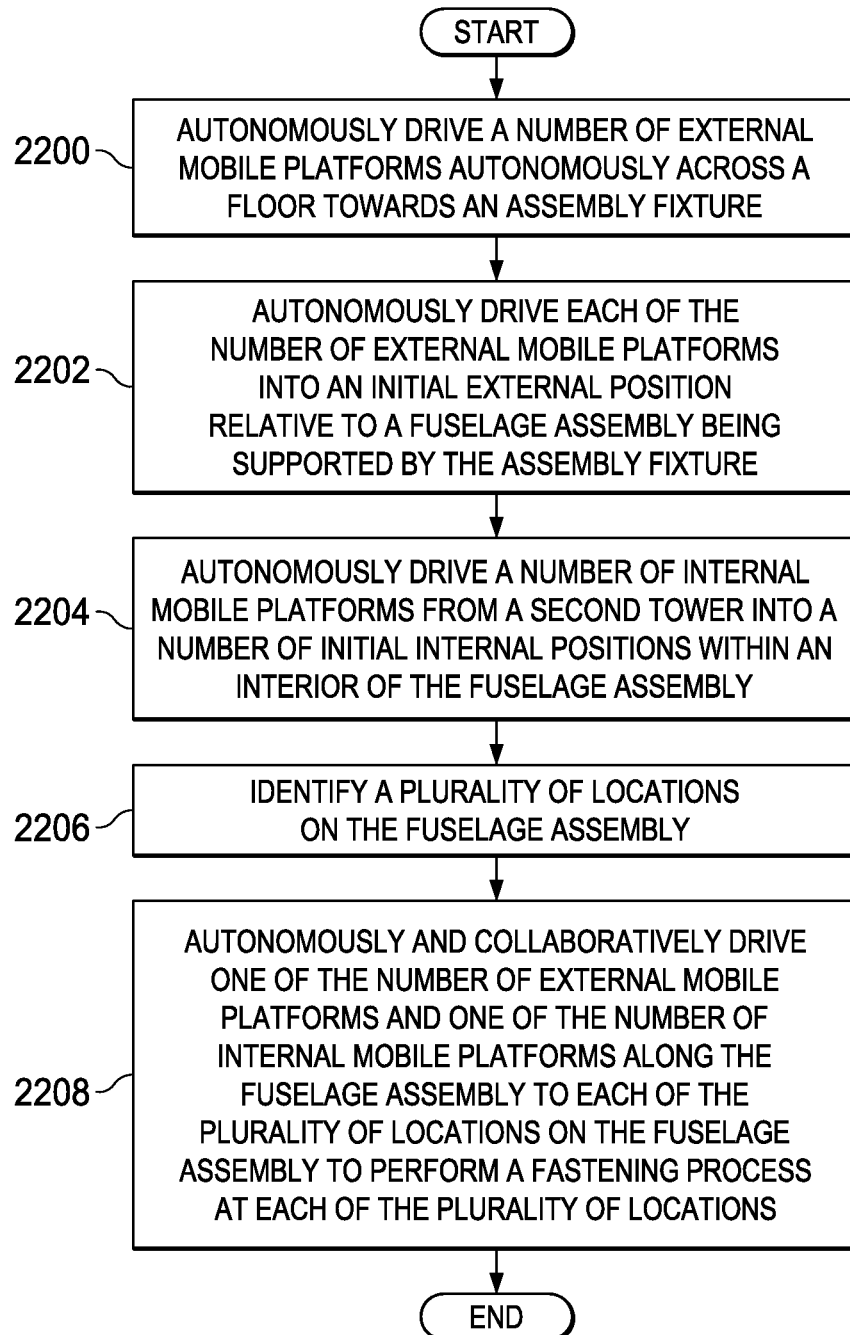 START
2200
AUTONOMOUSLY DRIVE A NUMBER OF EXTERNAL
MOBILE PLATFORMS AUTONOMOUSLY ACROSS A
FLOOR TOWARDS AN ASSEMBLY FIXTURE
2202
AUTONOMOUSLY DRIVE EACH OF THE
NUMBER OF EXTERNAL MOBILE PLATFORMS
INTO AN INITIAL EXTERNAL POSITION
RELATIVE TO A FUSELAGE ASSEMBLY BEING
SUPPORTED BY THE ASSEMBLY FIXTURE
2204
AUTONOMOUSLY DRIVE A NUMBER OF INTERNAL
MOBILE PLATFORMS FROM A SECOND TOWER INTO A
NUMBER OF INITIAL INTERNAL POSITIONS WITHIN AN
INTERIOR OF THE FUSELAGE ASSEMBLY
2206
IDENTIFY A PLURALITY OF LOCATIONS
ON THE FUSELAGE ASSEMBLY
2208
AUTONOMOUSLY AND COLLABORATIVELY DRIVE
ONE OF THE NUMBER OF EXTERNAL MOBILE
PLATFORMS AND ONE OF THE NUMBER OF
INTERNAL MOBILE PLATFORMS ALONG THE
FUSELAGE ASSEMBLY TO EACH OF THE
PLURALITY OF LOCATIONS ON THE FUSELAGE
ASSEMBLY TO PERFORM A FASTENING PROCESS
AT EACH OF THE PLURALITY OF LOCATIONS
END